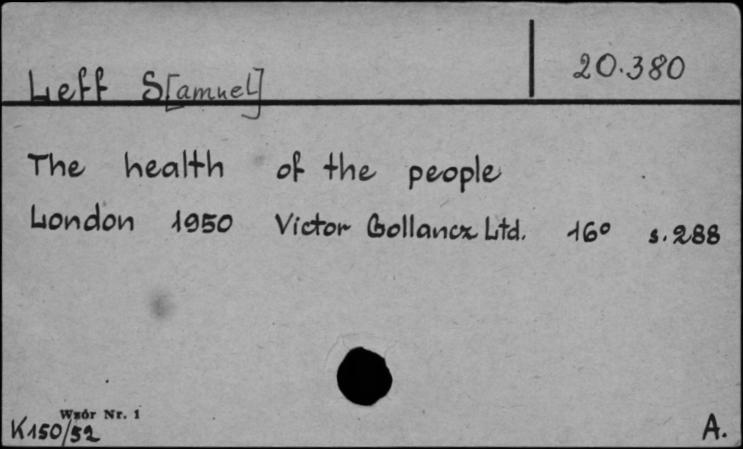 Leff S[amuel] 20.380
The health of the people
London 1950 Victor Gollancz Ltd. 16° s. 288
Wzór Nr. 1
K150/52 A.